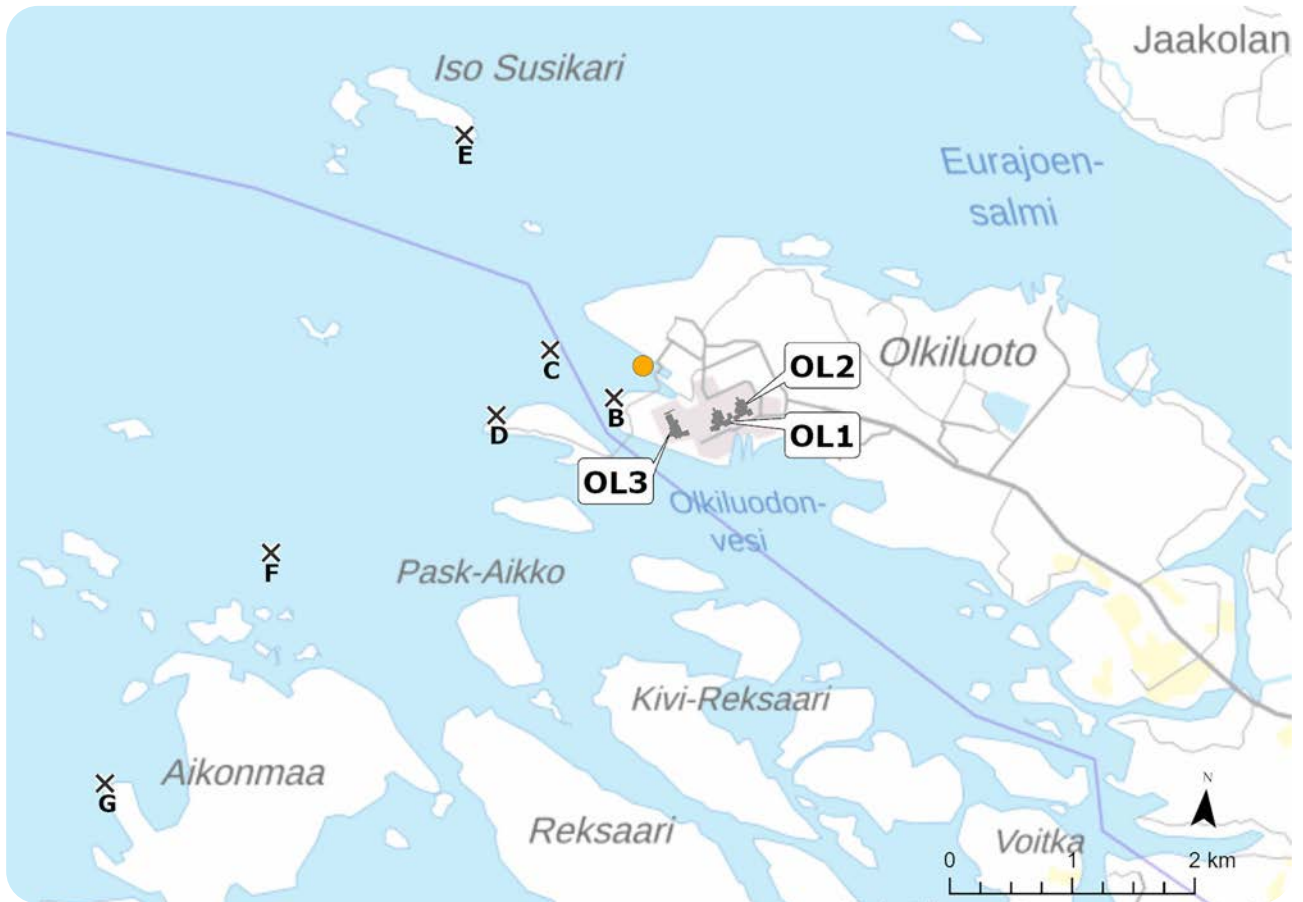 Jaakolan
Iso Susikari
E
Eurajoen-
salmi
C
OL2
Olkiluoto
B
D
OL1
OL3
Olkiluodon-
vesi
F
Pask-Aikko
Kivi-Reksaari
Aikonmaa
G
N
Reksaari
Voitka
0 1 2 km